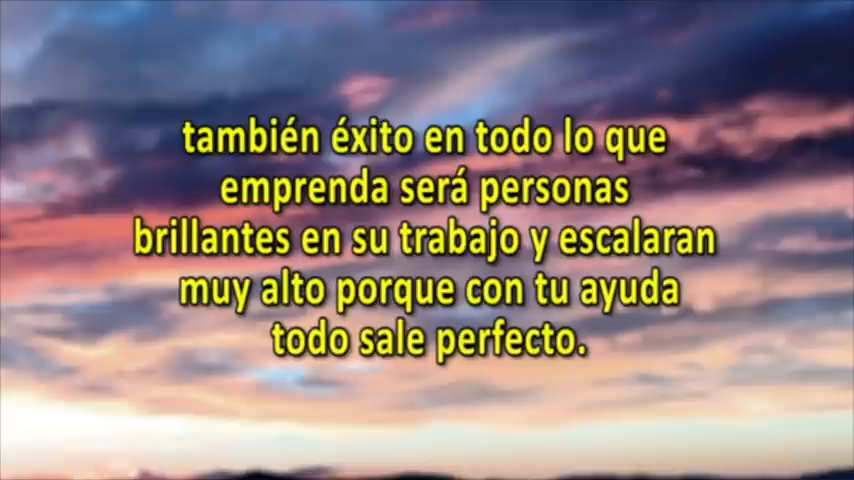 también éxito en todo lo que
emprenda será personas
brillantes en su trabajo y escalaran
muy alto porque con tu ayuda
todo sale perfecto.